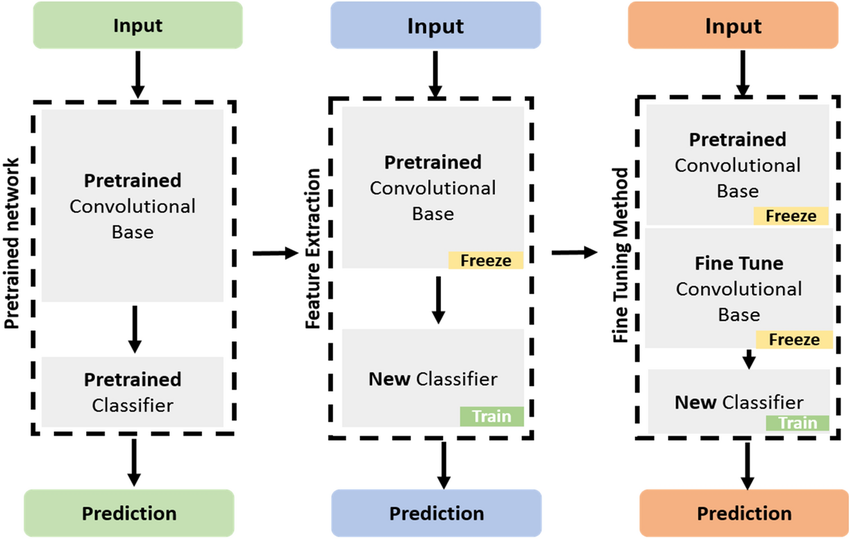 Input
Pretrained network
Pretrained
Convolutional
Base
Pretrained
Classifier
Prediction
Input
Feature Extraction
Pretrained
Convolutional
Base
Freeze
New Classifier
Train
Prediction
Input
Fine Tuning Method
Pretrained
Convolutional
Base
Freeze
Fine Tune
Convolutional
Base
Freeze
New Classifier
Train
Prediction